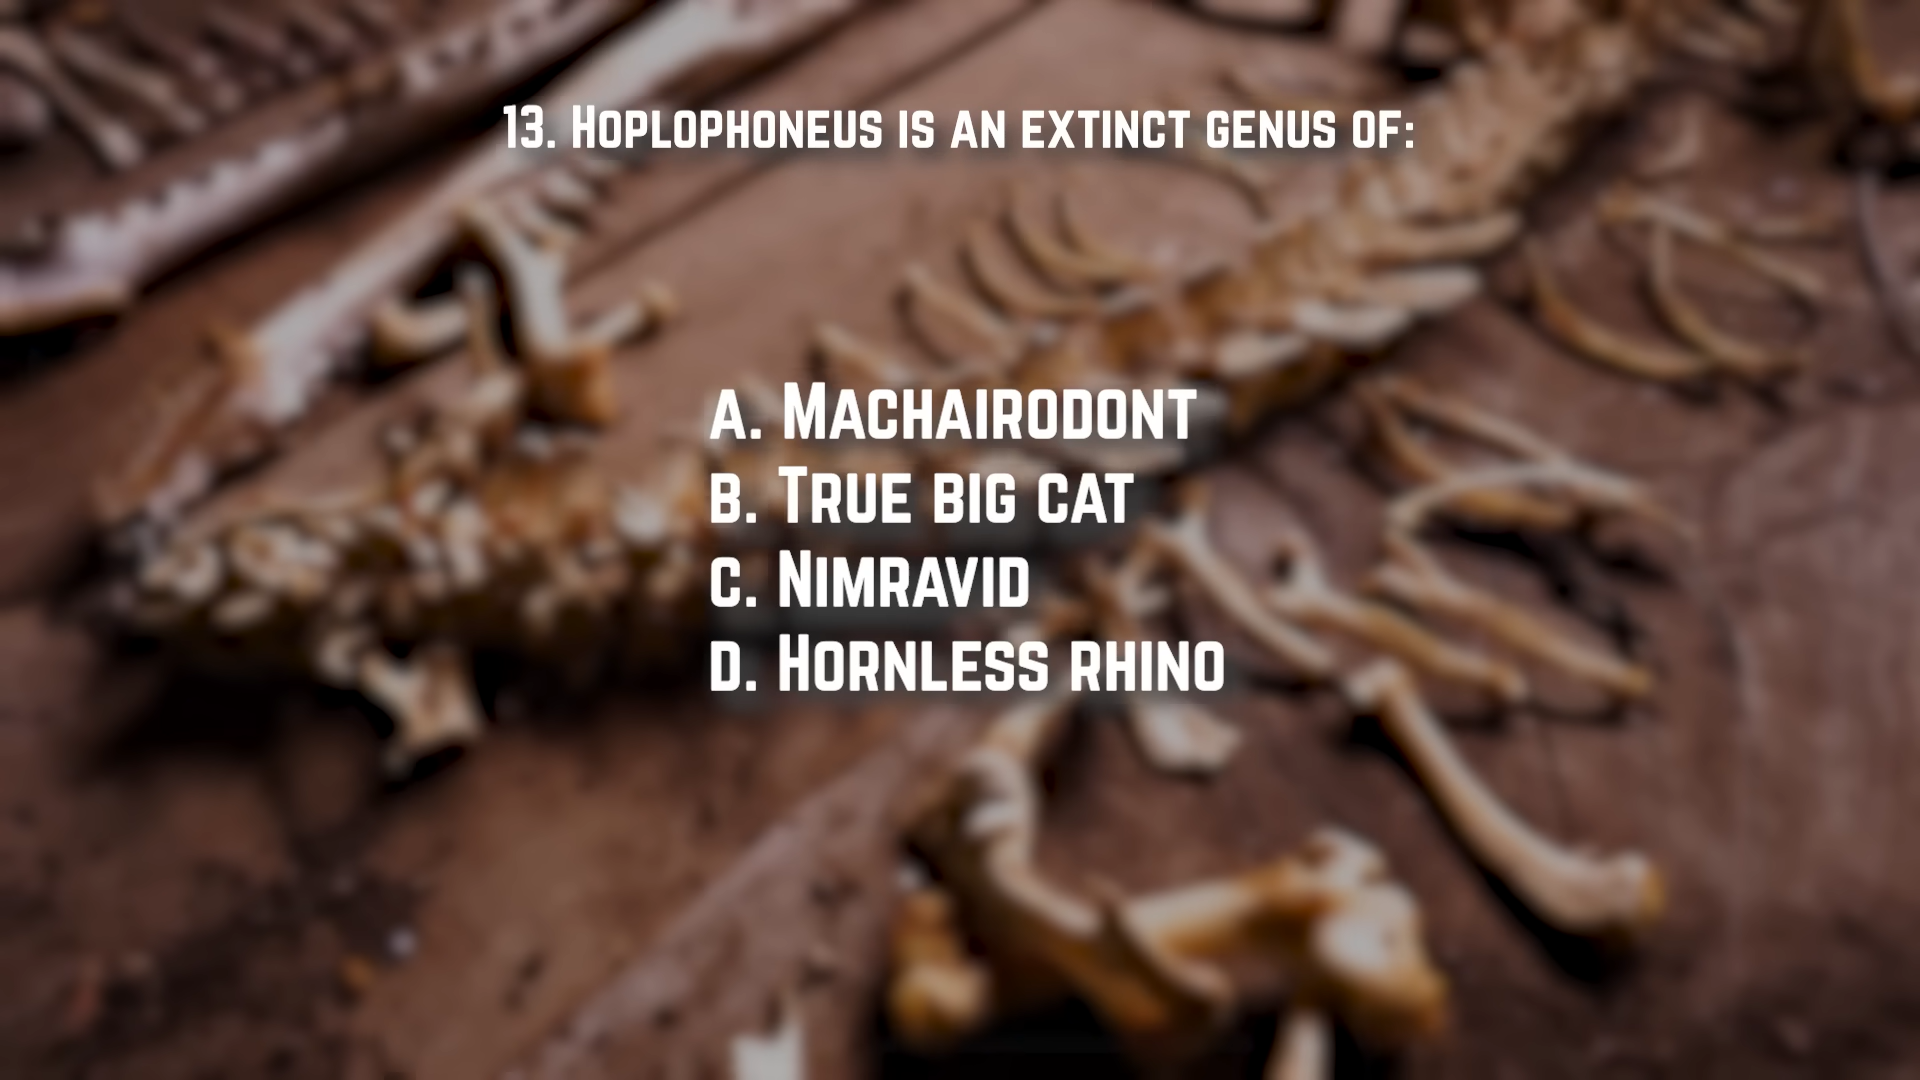 13. Hoplophoneus is an extinct genus of:
A. Machairodont
B. True big cat
C. Nimravid
D. Hornless rhino